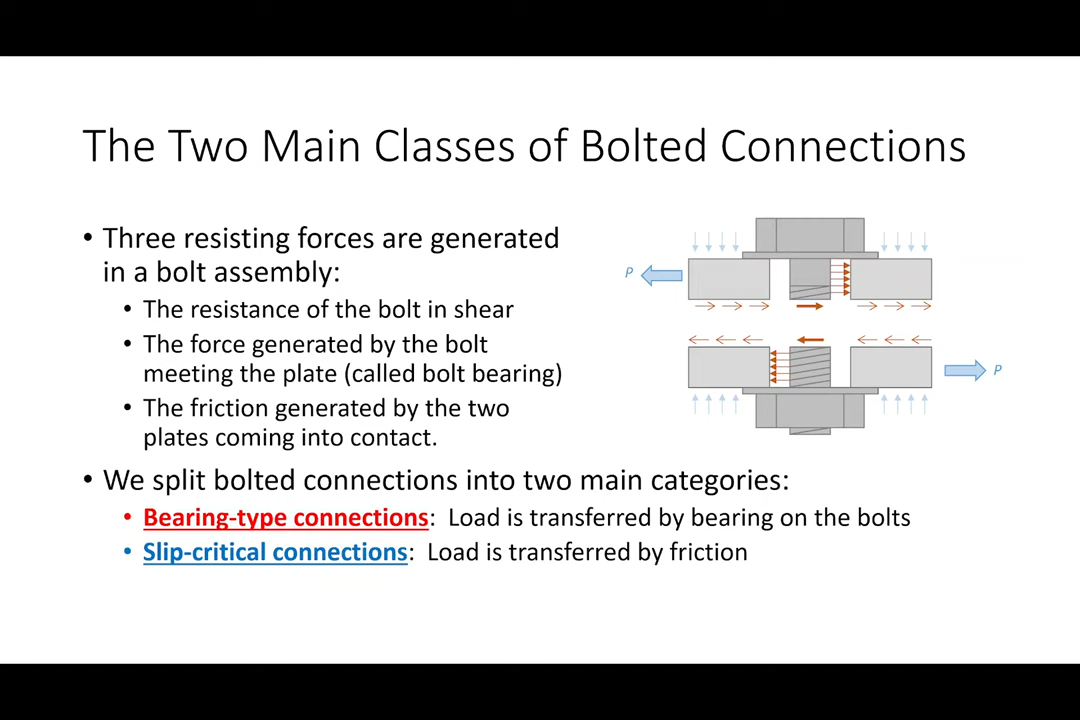 The Two Main Classes of Bolted Connections
• Three resisting forces are generated
in a bolt assembly:
• The resistance of the bolt in shear
• The force generated by the bolt
meeting the plate (called bolt bearing)
• The friction generated by the two
plates coming into contact.
• We split bolted connections into two main categories:
• Bearing-type connections: Load is transferred by bearing on the bolts
• Slip-critical connections: Load is transferred by friction
P
P